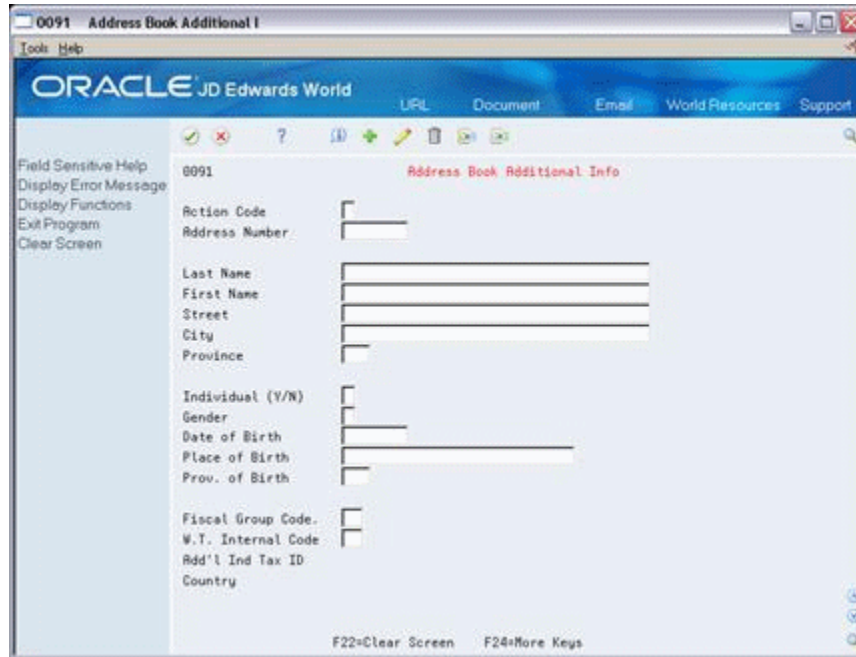 0091 Address Book Additional I
Tools Help
ORACLE JD Edwards World
URL Document Email World Resources Support
Field Sensitive Help
Display Error Message
Display Functions
Exit Program
Clear Screen
0091 Address Book Additional Info
Action Code
Address Number
Last Name
First Name
Street
City
Province
Individual (Y/N)
Gender
Date of Birth
Place of Birth
Prov. of Birth
Fiscal Group Code.
W.T. Internal Code
Add'l Ind Tax ID
Country
F22=Clear Screen F24=More Keys